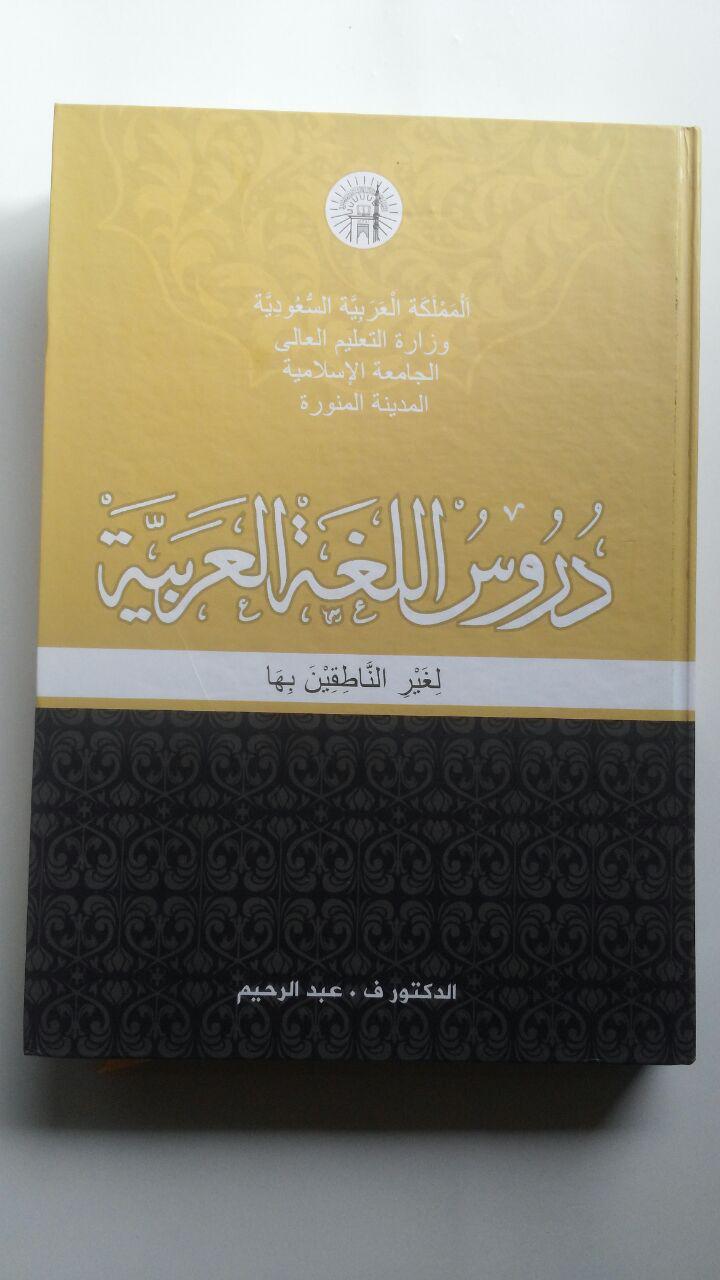 اَلْمَمْلَكَة الْعَرَبِيَّة السُّعُودِيَّة
وزارة التعليم العالى
الجامعة الإسلامية
المدينة المنورة
دُرُوسُ اللُّغَةِ الْعَرَبِيَّةِ
لِغَيْرِ النَّاطِقِيْنَ بِهَا
الدكتور ف . عبد الرحيم